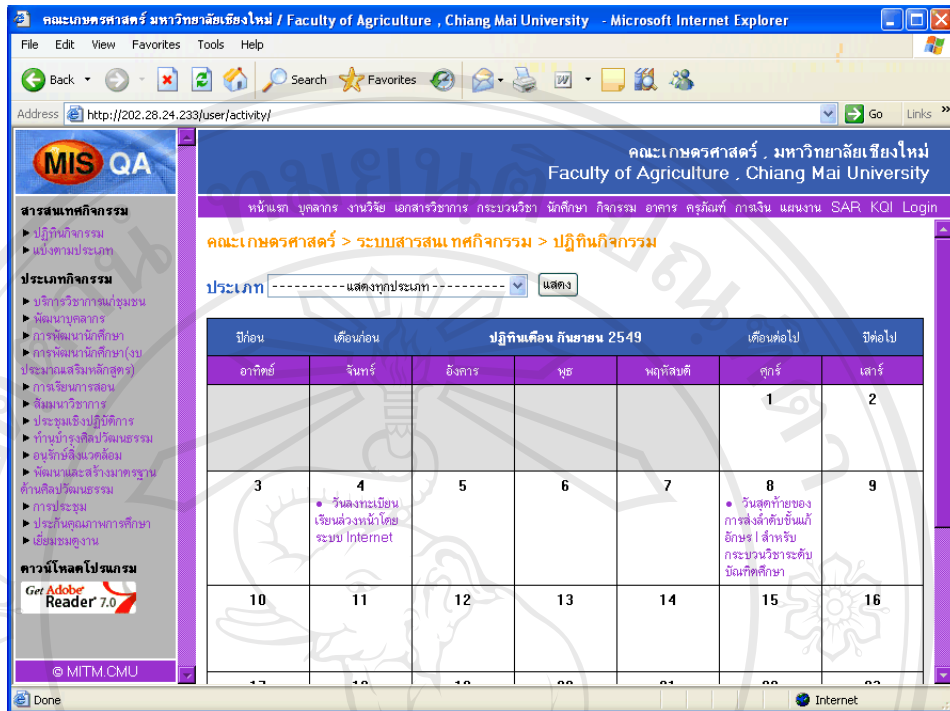 คณะเกษตรศาสตร์ มหาวิทยาลัยเชียงใหม่ / Faculty of Agriculture , Chiang Mai University - Microsoft Internet Explorer
File Edit View Favorites Tools Help
Back Search Favorites
Address http://202.28.24.233/user/activity/ Go Links »
MIS QA
คณะเกษตรศาสตร์ , มหาวิทยาลัยเชียงใหม่
Faculty of Agriculture , Chiang Mai University
หน้าแรก บุคลากร งานวิจัย เอกสารวิชาการ กระบวนวิชา นักศึกษา กิจกรรม อาคาร ครุภัณฑ์ การเงิน แผนงาน SAR KQI Login
สารสนเทศกิจกรรม
ปฏิทินกิจกรรม
แบ่งตามประเภท
ประเภทกิจกรรม
บริการวิชาการแก่ชุมชน
พัฒนาบุคลากร
การพัฒนานักศึกษา
การพัฒนานักศึกษา(งบ
ประมาณเสริมหลักสูตร)
การเรียนการสอน
สัมมนาวิชาการ
ประชุมเชิงปฏิบัติการ
ทำนุบำรุงศิลปวัฒนธรรม
อนุรักษ์สิ่งแวดล้อม
พัฒนาและสร้างมาตรฐาน
ด้านศิลปวัฒนธรรม
การประชุม
ประกันคุณภาพการศึกษา
เยี่ยมชมดูงาน
ดาวน์โหลดโปรแกรม
Get Adobe
Reader 7.0
© MITM.CMU
คณะเกษตรศาสตร์ > ระบบสารสนเทศกิจกรรม > ปฏิทินกิจกรรม
ประเภท ----------แสดงทุกประเภท---------- แสดง
ปีก่อน เดือนก่อน ปฏิทินเดือน กันยายน 2549 เดือนต่อไป ปีต่อไป
อาทิตย์ จันทร์ อังคาร พุธ พฤหัสบดี ศุกร์ เสาร์
1 2
3 4 5 6 7 8 9
• วันลงทะเบียน
เรียนล่วงหน้าโดย
ระบบ Internet
• วันสุดท้ายของ
การส่งลำดับขั้นแก้
อักษร I สำหรับ
กระบวนวิชาระดับ
บัณฑิตศึกษา
10 11 12 13 14 15 16
Done Internet